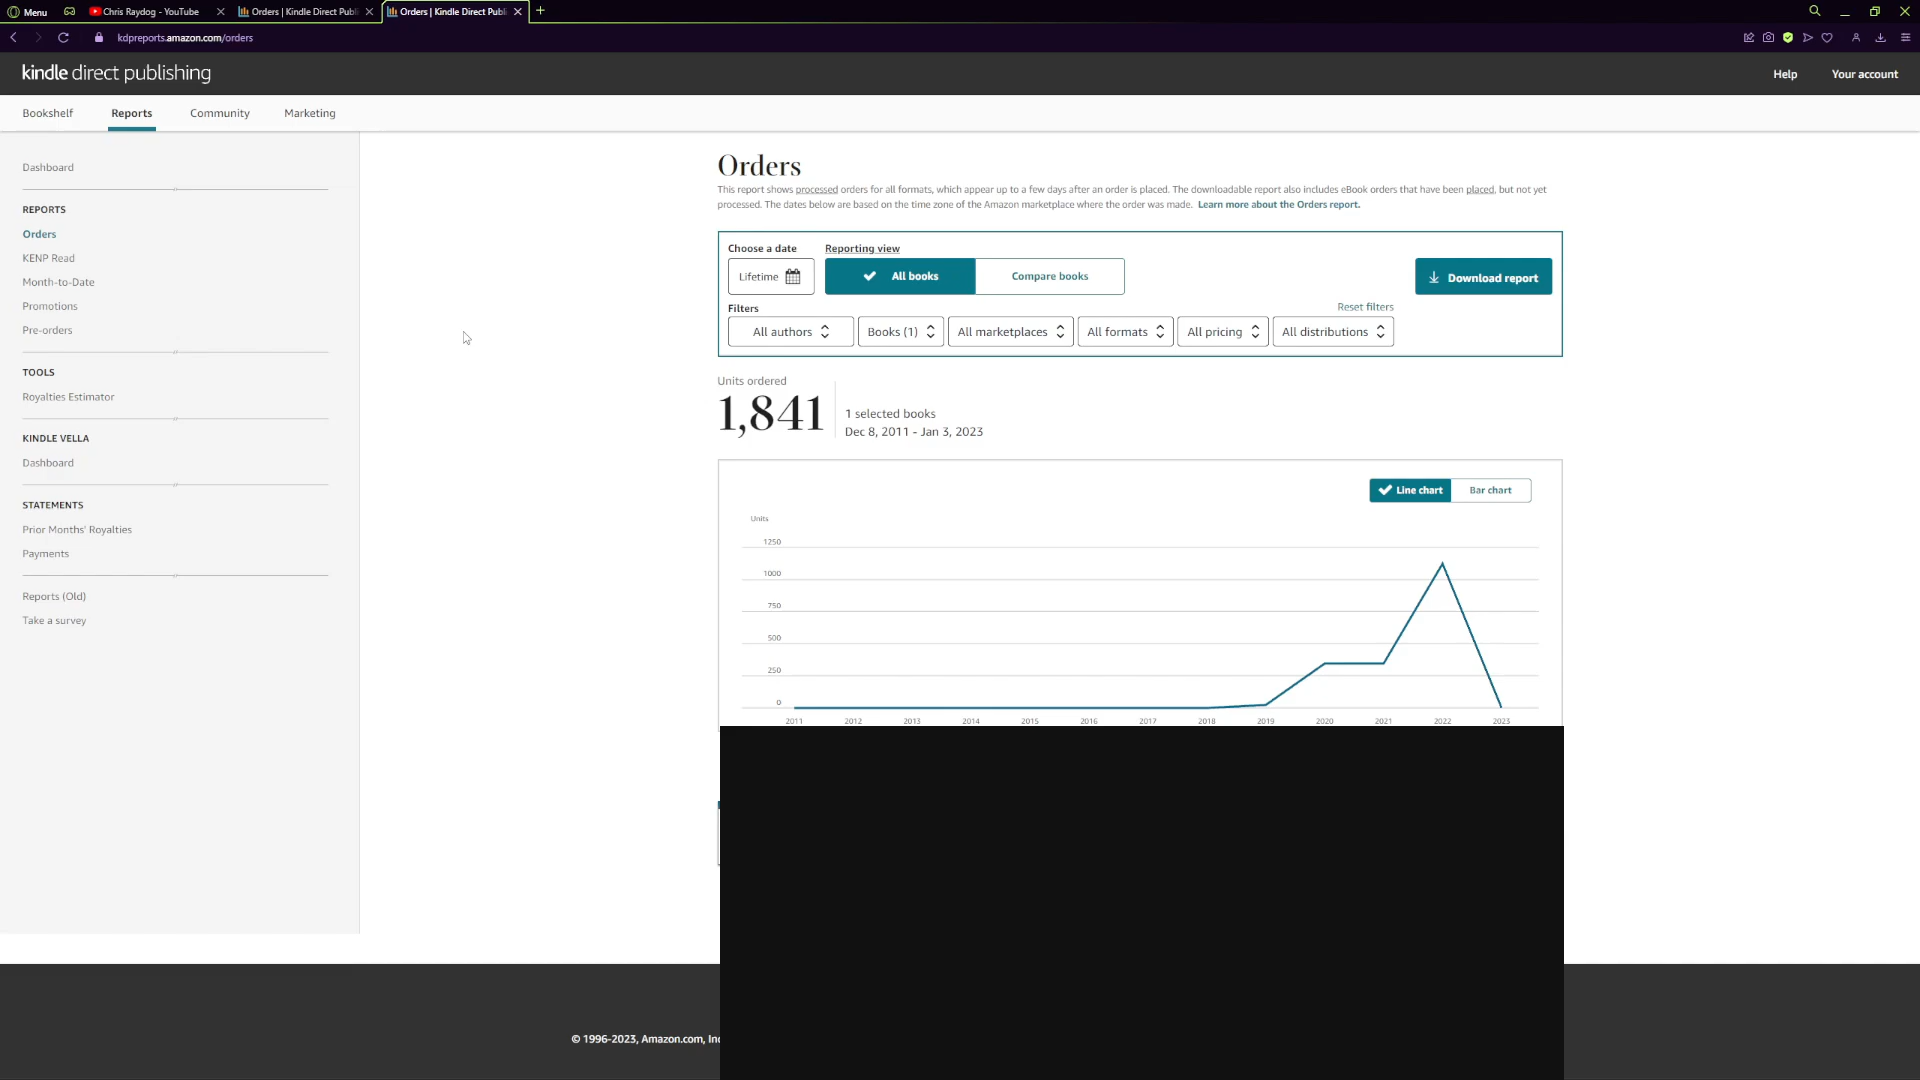 Menu
Chris Raydog - YouTube
Orders | Kindle Direct Publi
Orders | Kindle Direct Publi
kdpreports.amazon.com/orders
kindle direct publishing
Help
Your account
Bookshelf
Reports
Community
Marketing
Dashboard
REPORTS
Orders
KENP Read
Month-to-Date
Promotions
Pre-orders
TOOLS
Royalties Estimator
KINDLE VELLA
Dashboard
STATEMENTS
Prior Months' Royalties
Payments
Reports (Old)
Take a survey
Orders
This report shows processed orders for all formats, which appear up to a few days after an order is placed. The downloadable report also includes eBook orders that have been placed, but not yet
processed. The dates below are based on the time zone of the Amazon marketplace where the order was made. Learn more about the Orders report.
Choose a date
Reporting view
Lifetime
All books
Compare books
Download report
Filters
Reset filters
All authors
Books (1)
All marketplaces
All formats
All pricing
All distributions
Units ordered
1,841
1 selected books
Dec 8, 2011 - Jan 3, 2023
Line chart
Bar chart
Units
1250
1000
750
500
250
0
2011 2012 2013 2014 2015 2016 2017 2018 2019 2020 2021 2022 2023
© 1996-2023, Amazon.com, Inc